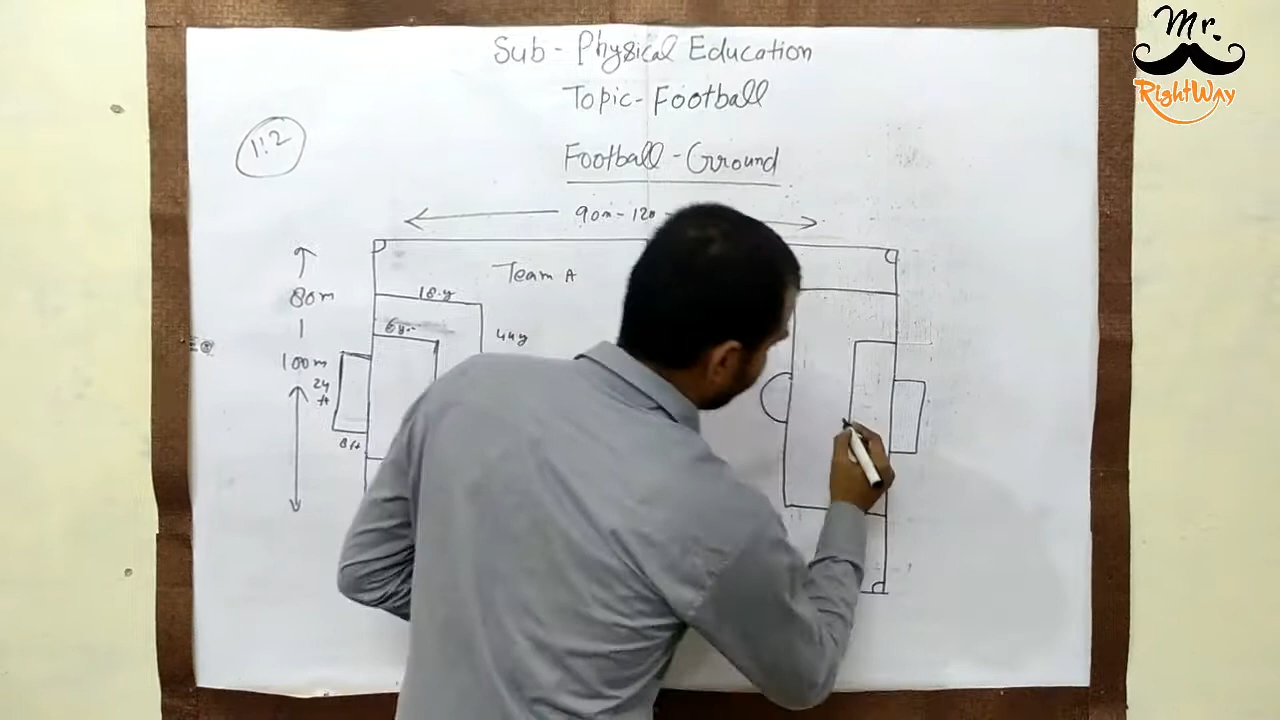 Mr.
RightWay
Sub - Physical Education
Topic - Football
1:2
Football - Ground
90m - 120
Team A
80m
18y
6y
44y
100m
24
ft
8ft